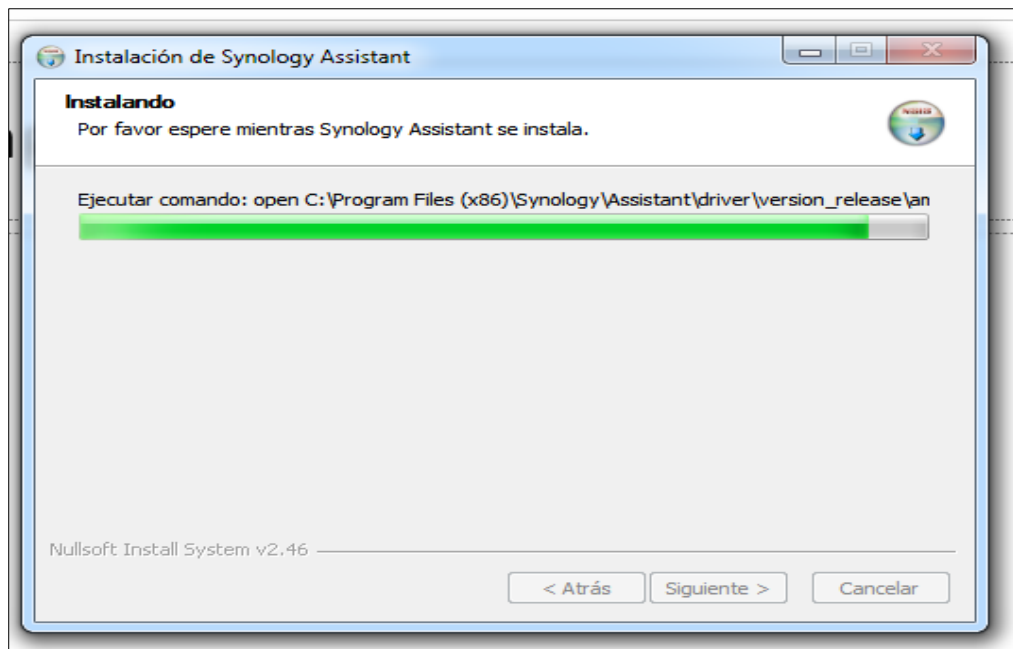 Instalación de Synology Assistant
Instalando
Por favor espere mientras Synology Assistant se instala.
Ejecutar comando: open C:\Program Files (x86)\Synology\Assistant\driver\version_release\an
Nullsoft Install System v2.46
< Atrás Siguiente > Cancelar